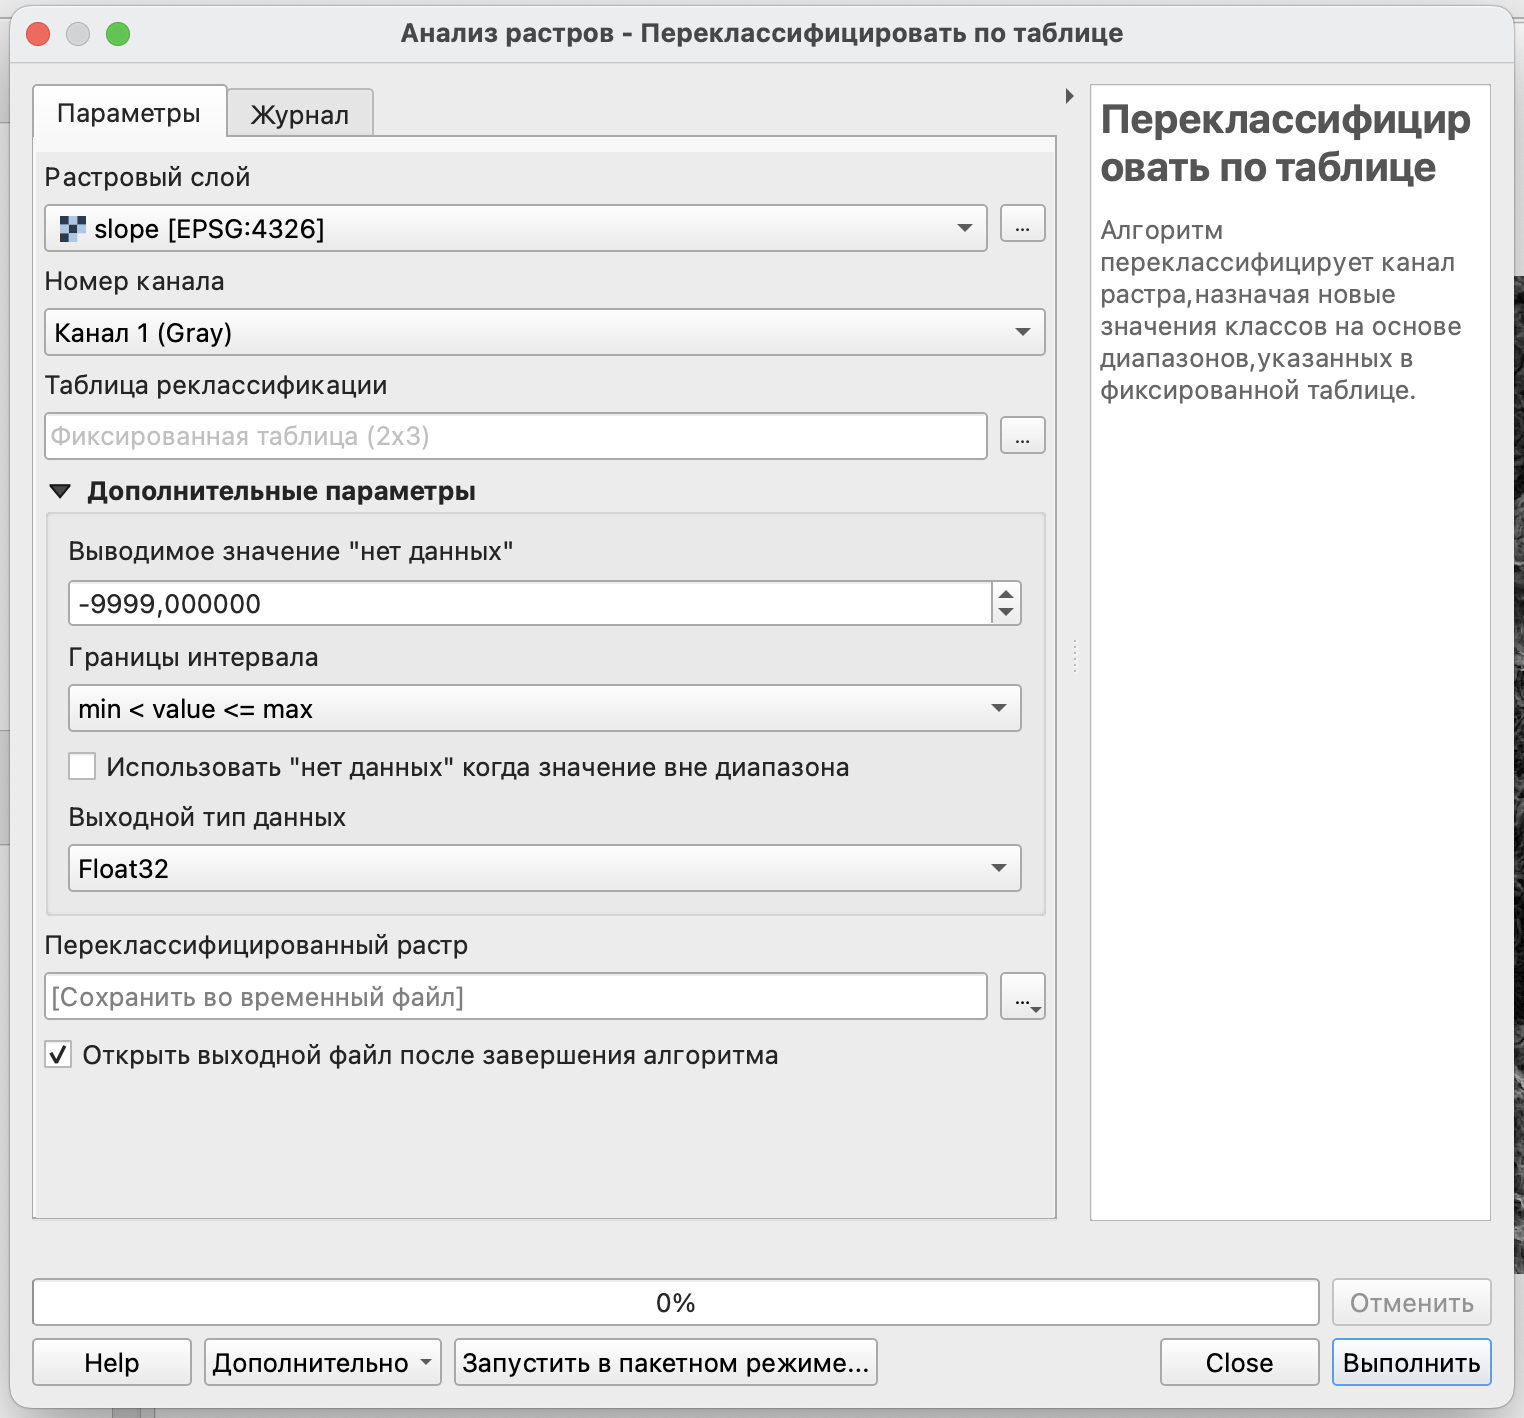 Анализ растров - Переклассифицировать по таблице
Параметры
Журнал
Растровый слой
slope [EPSG:4326]
...
Номер канала
Канал 1 (Gray)
Таблица реклассификации
Фиксированная таблица (2x3)
...
Дополнительные параметры
Выводимое значение "нет данных"
-9999,000000
Границы интервала
min < value <= max
Использовать "нет данных" когда значение вне диапазона
Выходной тип данных
Float32
Переклассифицированный растр
[Сохранить во временный файл]
...
Открыть выходной файл после завершения алгоритма
Переклассифицир
овать по таблице
Алгоритм
переклассифицирует канал
растра,назначая новые
значения классов на основе
диапазонов,указанных в
фиксированной таблице.
0%
Отменить
Help
Дополнительно
Запустить в пакетном режиме...
Close
Выполнить